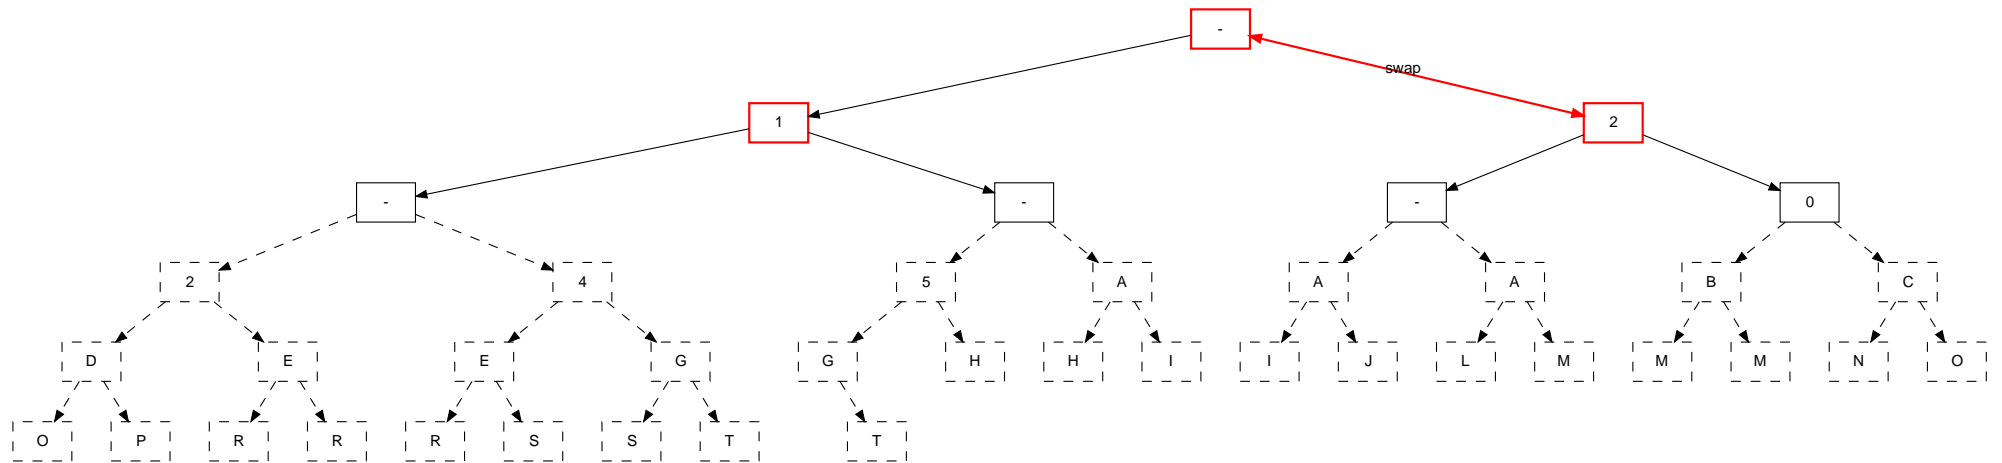 -
swap
1 2
- - - 0
2 4 5 A A A B C
D E E G G H H I I J L M M M N O
O P R R R S S T T